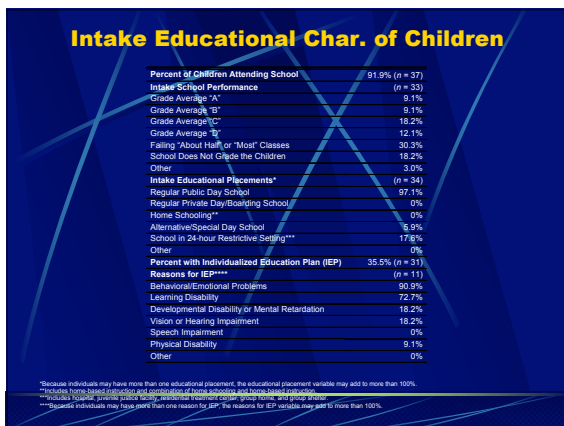 Intake Educational Char. of Children
Percent of Children Attending School 91.9% (n = 37)
Intake School Performance (n = 33)
Grade Average "A" 9.1%
Grade Average "B" 9.1%
Grade Average "C" 18.2%
Grade Average "D" 12.1%
Failing "About Half" or "Most" Classes 30.3%
School Does Not Grade the Children 18.2%
Other 3.0%
Intake Educational Placements* (n = 34)
Regular Public Day School 97.1%
Regular Private Day/Boarding School 0%
Home Schooling** 0%
Alternative/Special Day School 5.9%
School in 24-hour Restrictive Setting*** 17.6%
Other 0%
Percent with Individualized Education Plan (IEP) 35.5% (n = 31)
Reasons for IEP**** (n = 11)
Behavioral/Emotional Problems 90.9%
Learning Disability 72.7%
Developmental Disability or Mental Retardation 18.2%
Vision or Hearing Impairment 18.2%
Speech Impairment 0%
Physical Disability 9.1%
Other 0%
*Because individuals may have more than one educational placement, the educational placement variable may add to more than 100%.
**Includes home-based instruction and combination of home schooling and home-based instruction.
***Includes hospital, juvenile justice facility, residential treatment center, group home, and group shelter.
****Because individuals may have more than one reason for IEP, the reasons for IEP variable may add to more than 100%.